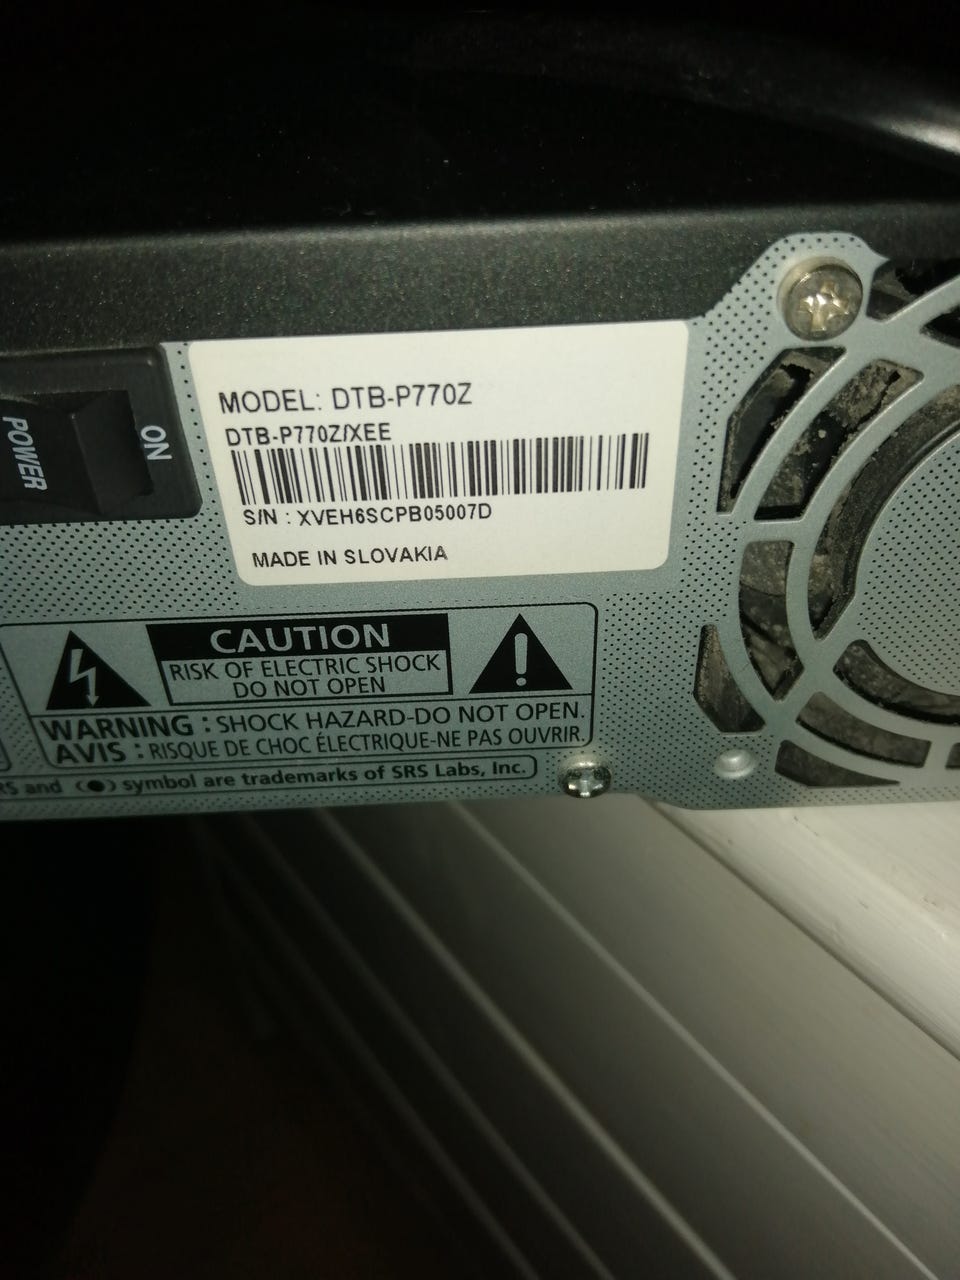 MODEL: DTB-P770Z
DTB-P770Z/XEE
S/N : XVEH6SCPB05007D
MADE IN SLOVAKIA
POWER
ON
CAUTION
RISK OF ELECTRIC SHOCK
DO NOT OPEN
WARNING : SHOCK HAZARD-DO NOT OPEN.
AVIS : RISQUE DE CHOC ÉLECTRIQUE-NE PAS OUVRIR.
RS and (●) symbol are trademarks of SRS Labs, Inc.